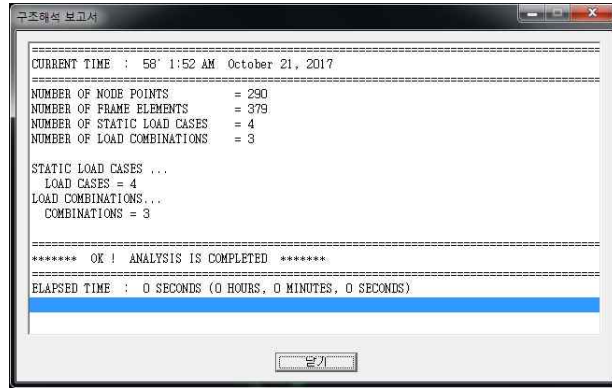 구조해석 보고서
CURRENT TIME : 58` 1:52 AM October 21, 2017
NUMBER OF NODE POINTS = 290
NUMBER OF FRAME ELEMENTS = 379
NUMBER OF STATIC LOAD CASES = 4
NUMBER OF LOAD COMBINATIONS = 3
STATIC LOAD CASES ...
LOAD CASES = 4
LOAD COMBINATIONS...
COMBINATIONS = 3
******* OK ! ANALYSIS IS COMPLETED *******
ELAPSED TIME : 0 SECONDS (0 HOURS, 0 MINUTES, 0 SECONDS)
닫기